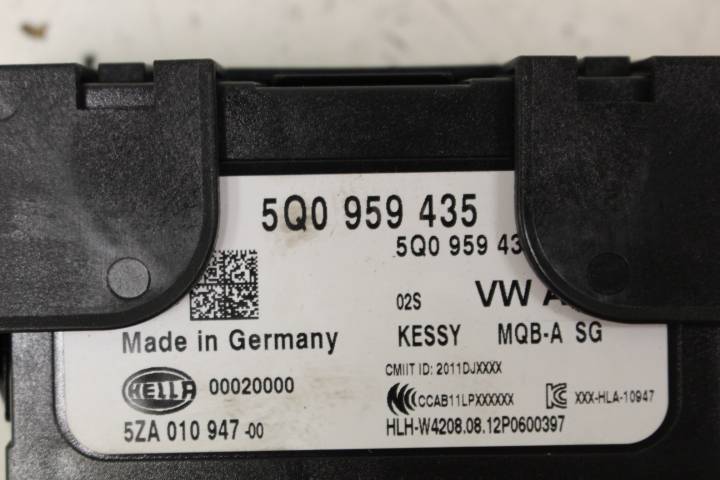 5Q0 959 435
5Q0 959 43
02S VW A
Made in Germany KESSY MQB-A SG
CMIIT ID: 2011DJXXXX
HELLA 00020000 CCAB11LPXXXXXX XXX-HLA-10947
5ZA 010 947-00 HLH-W4208.08.12P0600397